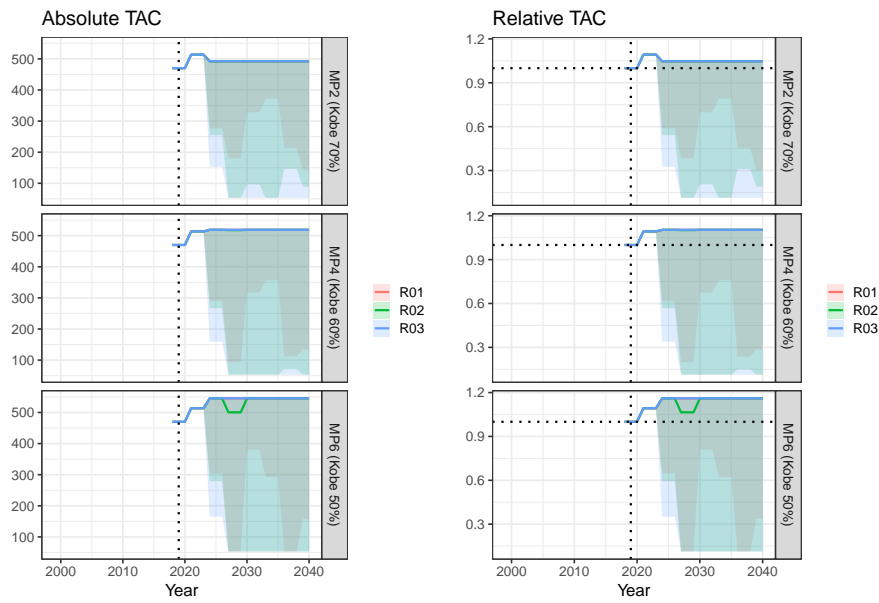 Absolute TAC
500
400
300
200
100
MP2 (Kobe 70%)
500
400
300
200
100
MP4 (Kobe 60%)
500
400
300
200
100
MP6 (Kobe 50%)
2000 2010 2020 2030 2040
Year
R01
R02
R03
Relative TAC
1.2
0.9
0.6
0.3
MP2 (Kobe 70%)
1.2
0.9
0.6
0.3
MP4 (Kobe 60%)
1.2
0.9
0.6
0.3
MP6 (Kobe 50%)
2000 2010 2020 2030 2040
Year
R01
R02
R03